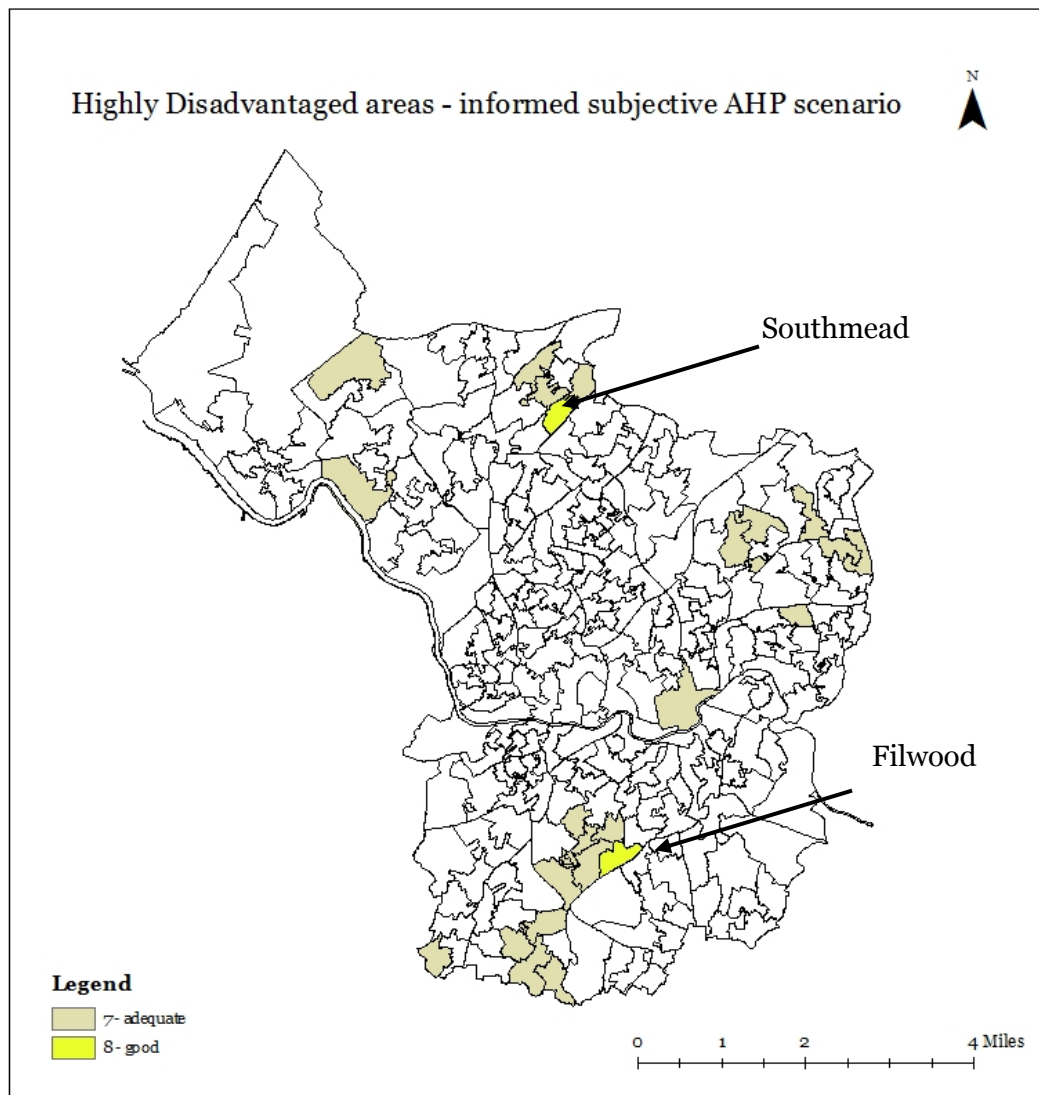 N
Highly Disadvantaged areas - informed subjective AHP scenario
Southmead
Filwood
Legend
7- adequate
8- good
0 1 2 4 Miles